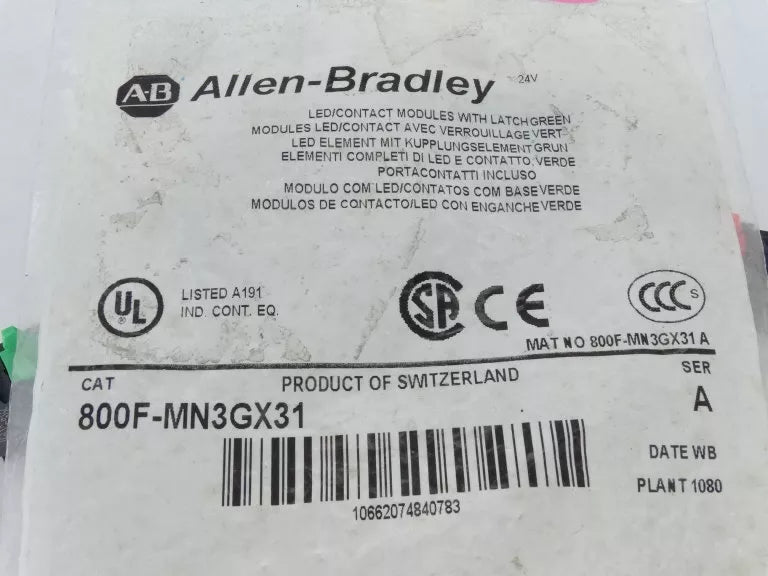 A-B Allen-Bradley 24V
LED/CONTACT MODULES WITH LATCH GREEN
MODULES LED/CONTACT AVEC VERROUILLAGE VERT
LED ELEMENT MIT KUPPLUNGSELEMENT GRUN
ELEMENTI COMPLETI DI LED E CONTATTO, VERDE
PORTACONTATTI INCLUSO
MODULO COM LED/CONTATOS COM BASE VERDE
MODULOS DE CONTACTO/LED CON ENGANCHE VERDE
UL LISTED A191
IND. CONT. EQ.
SA CE CCC S
MAT NO 800F-MN3GX31 A
CAT PRODUCT OF SWITZERLAND SER
800F-MN3GX31 A
DATE WB
PLANT 1080
10662074840783